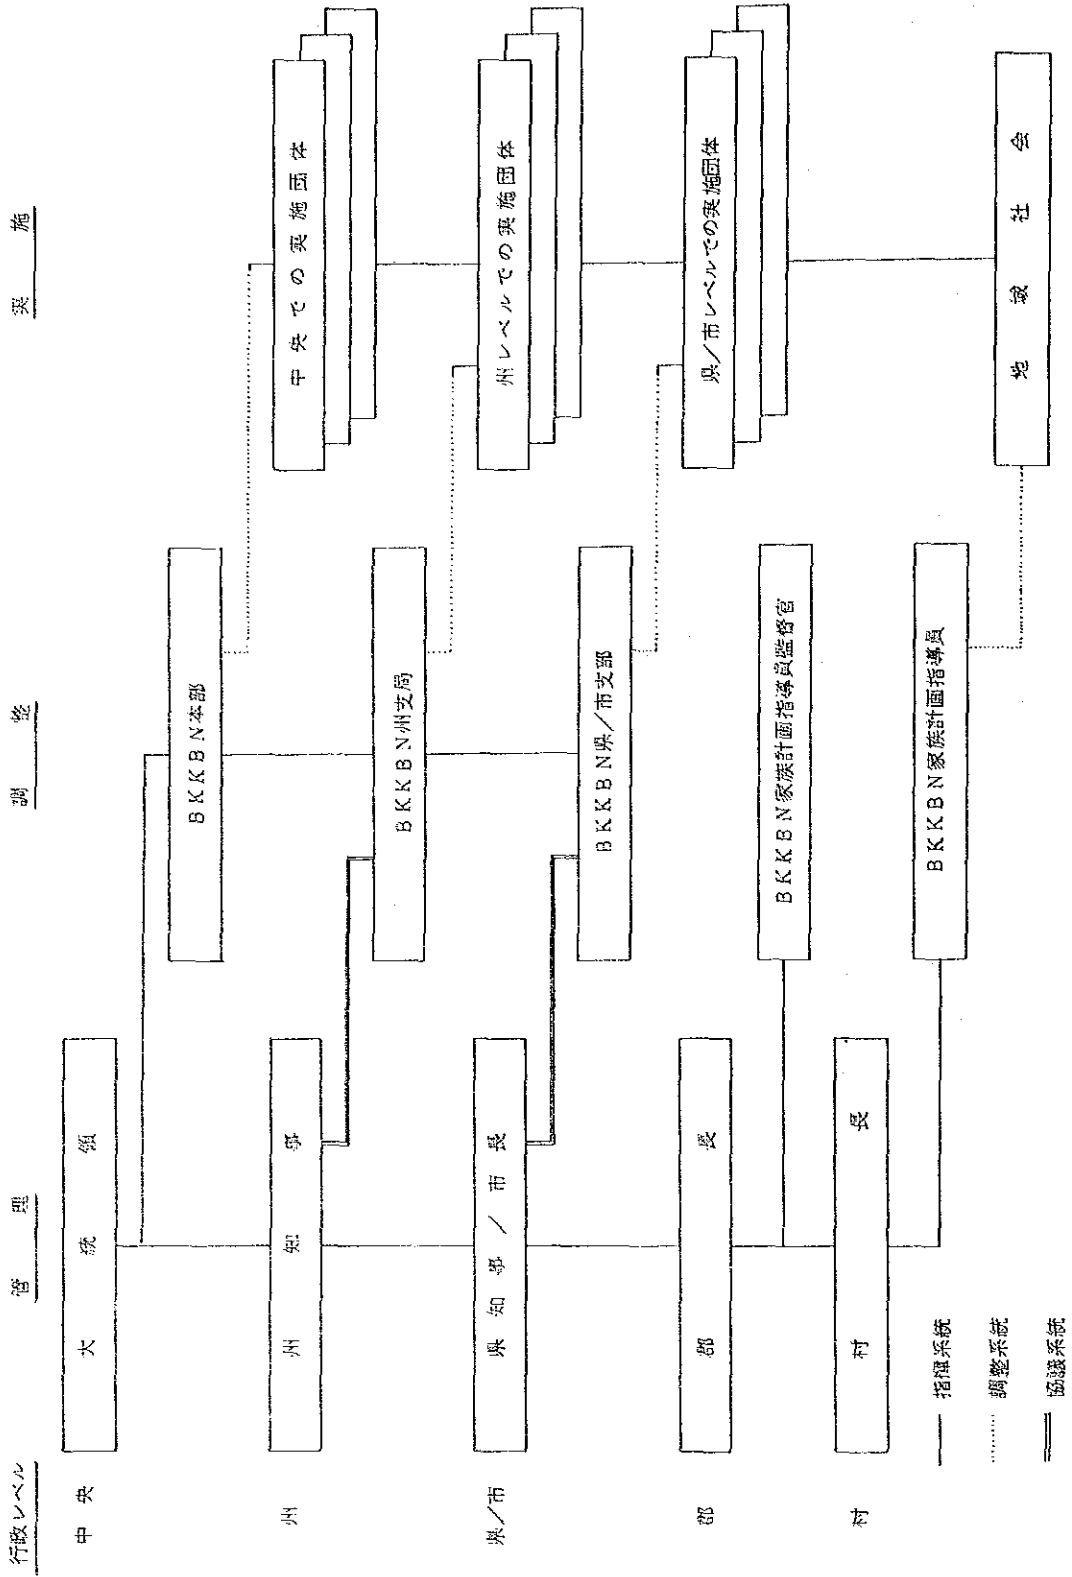 行政レベル
管理
調整
実施
中央
大統領
BKKBN本部
中央での実施団体
州
州知事
BKKBN州支局
州レベルでの実施団体
県/市
県知事/市長
BKKBN県/市支部
県/市レベルでの実施団体
郡
郡長
BKKBN家族計画指導員監督官
村
村長
BKKBN家族計画指導員
地域社会
指揮系統
調整系統
協議系統